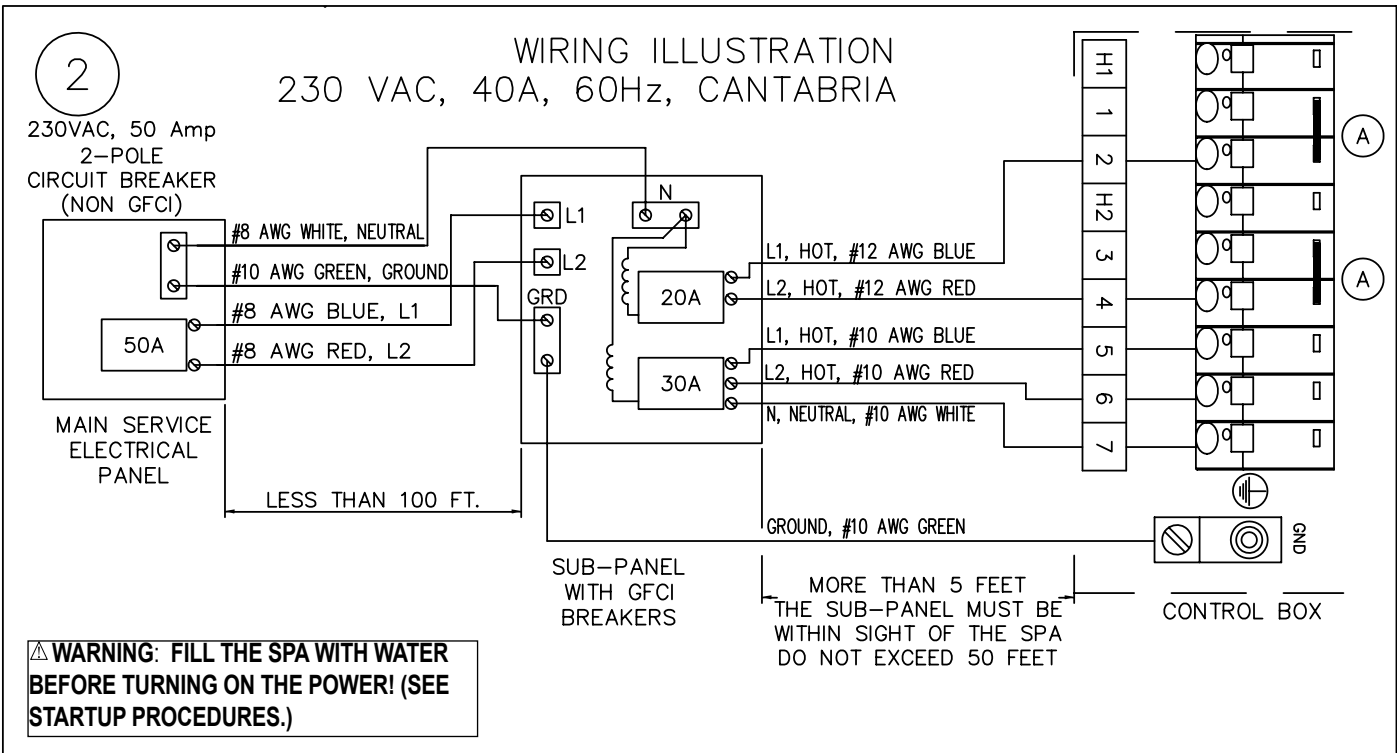 2
WIRING ILLUSTRATION
230 VAC, 40A, 60Hz, CANTABRIA
230VAC, 50 Amp
2-POLE
CIRCUIT BREAKER
(NON GFCI)
#8 AWG WHITE, NEUTRAL
#10 AWG GREEN, GROUND
#8 AWG BLUE, L1
#8 AWG RED, L2
50A
MAIN SERVICE
ELECTRICAL
PANEL
LESS THAN 100 FT.
N
L1
L2
GRD
20A
30A
SUB-PANEL
WITH GFCI
BREAKERS
L1, HOT, #12 AWG BLUE
L2, HOT, #12 AWG RED
L1, HOT, #10 AWG BLUE
L2, HOT, #10 AWG RED
N, NEUTRAL, #10 AWG WHITE
GROUND, #10 AWG GREEN
MORE THAN 5 FEET
THE SUB-PANEL MUST BE
WITHIN SIGHT OF THE SPA
DO NOT EXCEED 50 FEET
H1
1
2
H2
3
4
5
6
7
A
A
GND
CONTROL BOX
⚠ WARNING: FILL THE SPA WITH WATER
BEFORE TURNING ON THE POWER! (SEE
STARTUP PROCEDURES.)